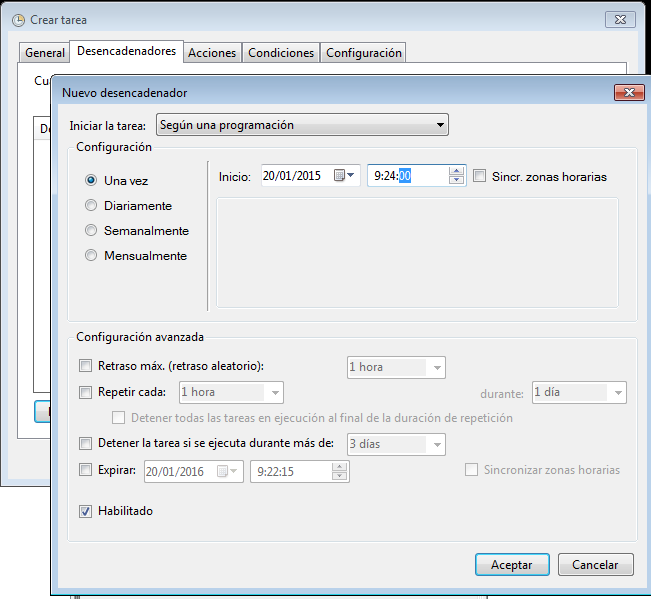 Crear tarea
General Desencadenadores Acciones Condiciones Configuración
Nuevo desencadenador
Iniciar la tarea: Según una programación
Configuración
Una vez
Inicio: 20/01/2015 9:24:00 Sincr. zonas horarias
Diariamente
Semanalmente
Mensualmente
Configuración avanzada
Retraso máx. (retraso aleatorio): 1 hora
Repetir cada: 1 hora durante: 1 día
Detener todas las tareas en ejecución al final de la duración de repetición
Detener la tarea si se ejecuta durante más de: 3 días
Expirar: 20/01/2016 9:22:15 Sincronizar zonas horarias
Habilitado
Aceptar Cancelar